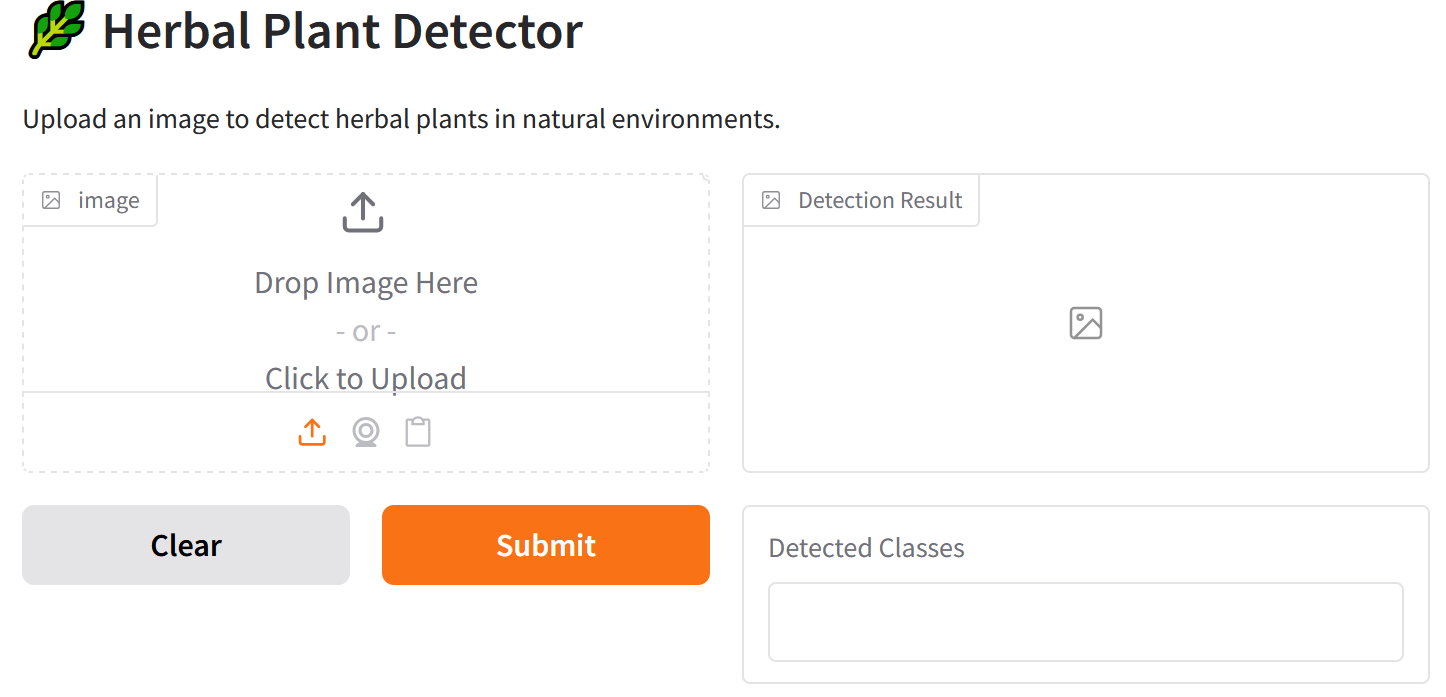 Herbal Plant Detector
Upload an image to detect herbal plants in natural environments.
image
Drop Image Here
- or -
Click to Upload
Clear
Submit
Detection Result
Detected Classes